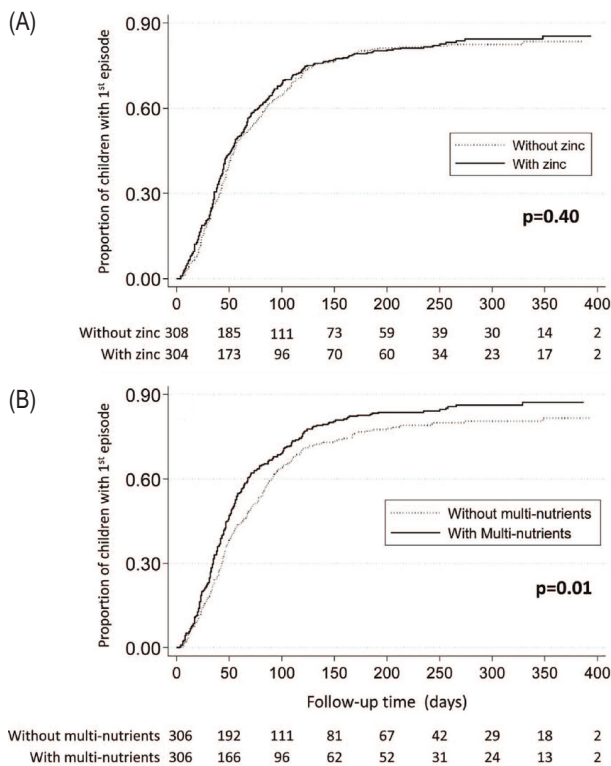 (A)
Proportion of children with 1st episode
0.90
0.60
0.30
0.00
Without zinc
With zinc
p=0.40
0 50 100 150 200 250 300 350 400
Without zinc 308 185 111 73 59 39 30 14 2
With zinc 304 173 96 70 60 34 23 17 2
(B)
Proportion of children with 1st episode
0.90
0.60
0.30
0.00
Without multi-nutrients
With Multi-nutrients
p=0.01
0 50 100 150 200 250 300 350 400
Follow-up time (days)
Without multi-nutrients 306 192 111 81 67 42 29 18 2
With multi-nutrients 306 166 96 62 52 31 24 13 2